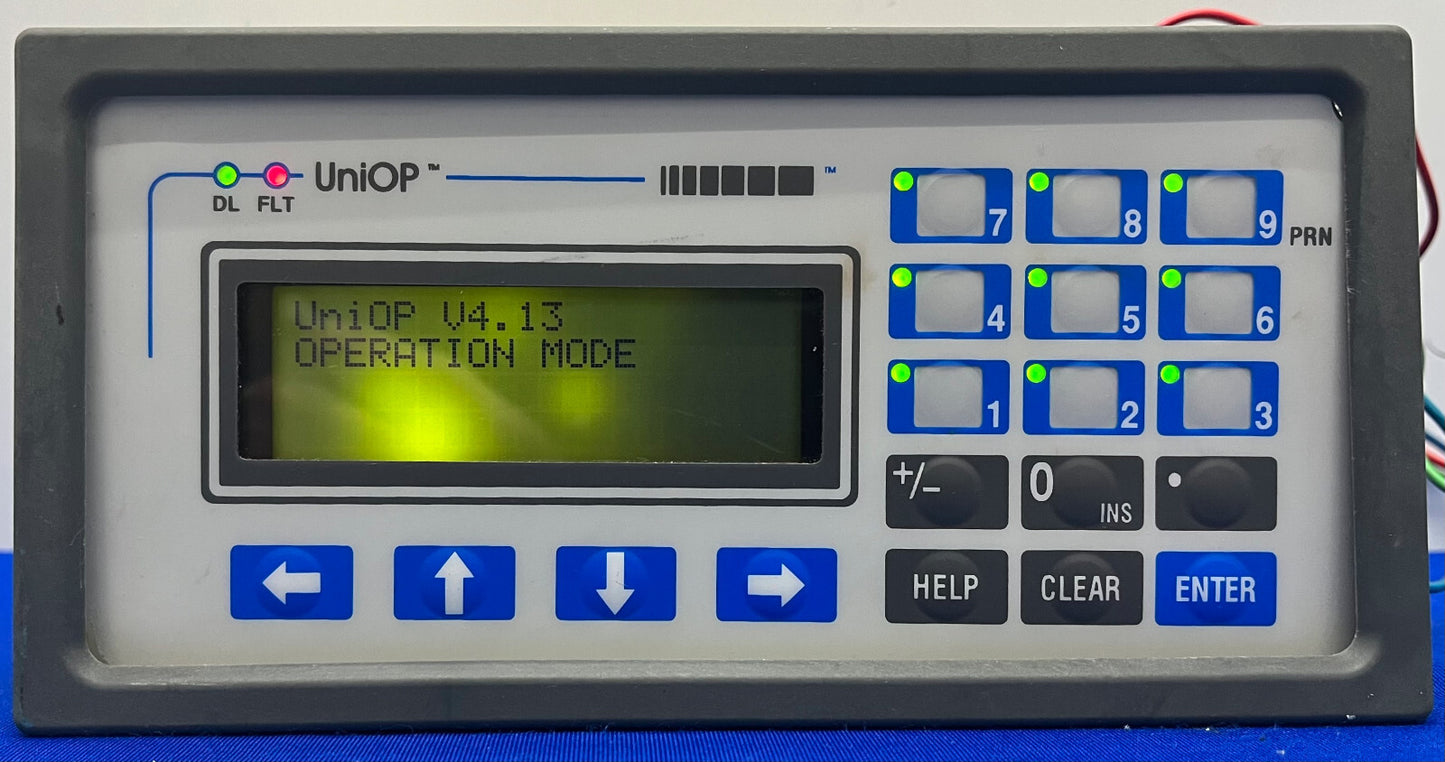 UniOP™
DL FLT
™
UniOP V4.13
OPERATION MODE
7 8 9 PRN
4 5 6
1 2 3
+/− 0 INS .
HELP CLEAR ENTER